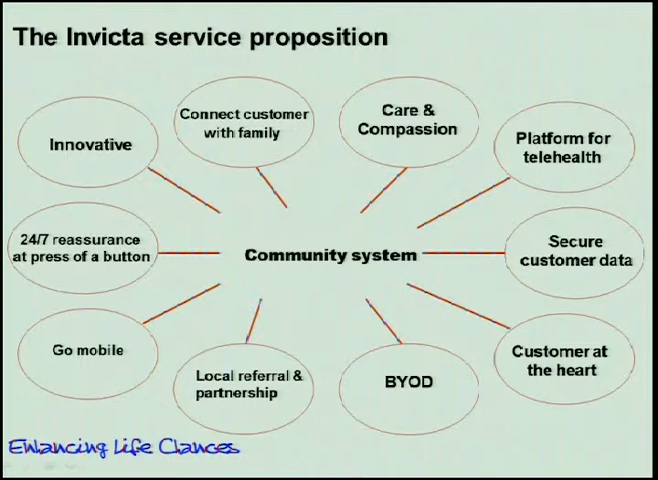 The Invicta service proposition
Connect customer
with family
Care &
Compassion
Innovative
Platform for
telehealth
24/7 reassurance
at press of a button
Community system
Secure
customer data
Go mobile
Local referral &
partnership
BYOD
Customer at
the heart
Enhancing Life Chances